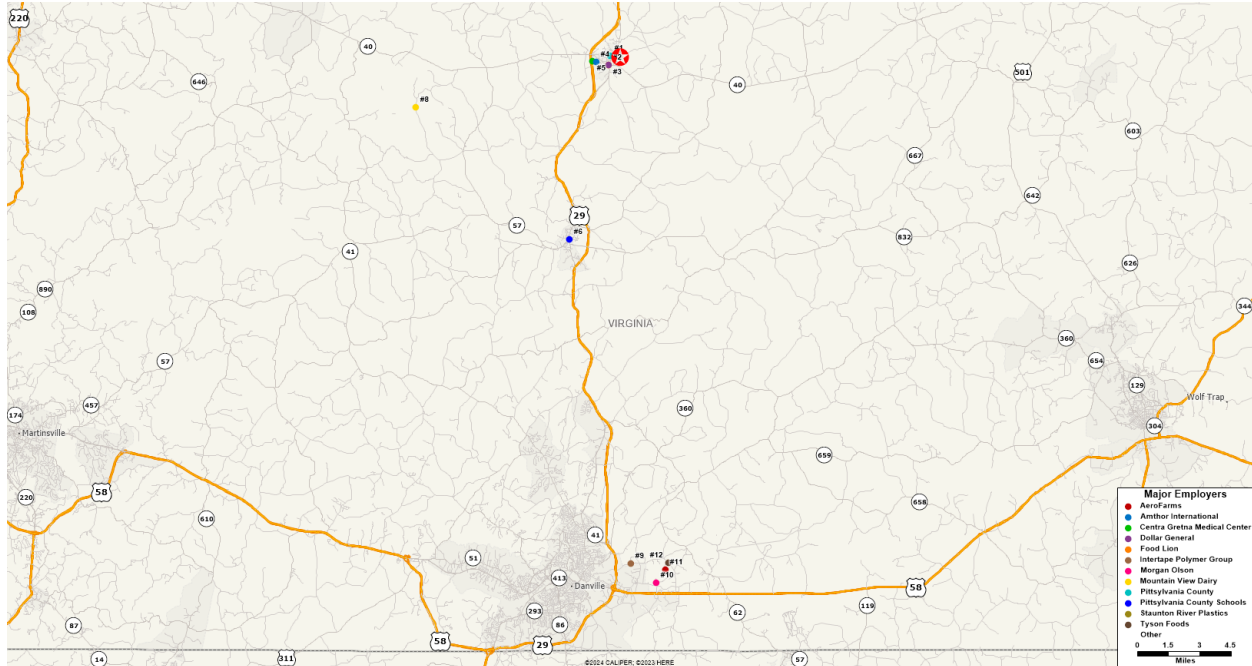 220
40
#1
#4
2
#5
#3
646
501
40
#8
603
667
642
57
29
#6
832
41
626
890
108
344
VIRGINIA
360
57
654
129
360
457
Wolf Trap
174
Martinsville
304
659
58
220
658
610
41
#12
51
#9
#11
#10
413
Danville
58
293
62
119
87
86
58
29
14
311
57
©2024 CALIPER; ©2023 HERE
Major Employers
AeroFarms
Amthor International
Centra Gretna Medical Center
Dollar General
Food Lion
Intertape Polymer Group
Morgan Olson
Mountain View Dairy
Pittsylvania County
Pittsylvania County Schools
Staunton River Plastics
Tyson Foods
Other
0 1.5 3 4.5
Miles